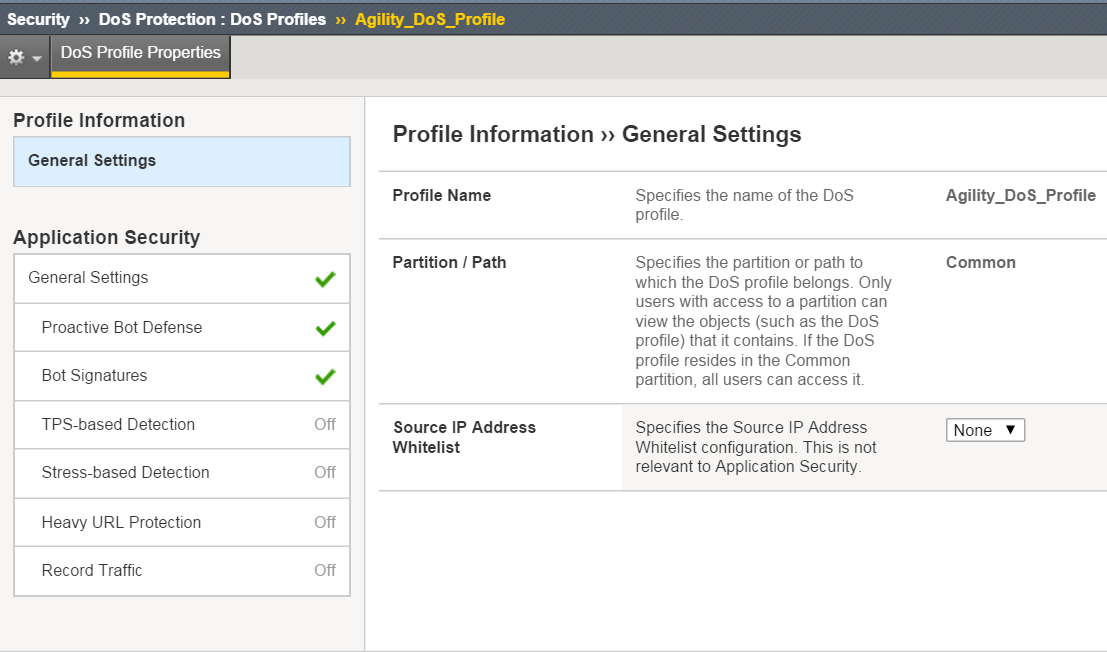 Security ›› DoS Protection : DoS Profiles ›› Agility_DoS_Profile
DoS Profile Properties
Profile Information
General Settings
Application Security
General Settings
Proactive Bot Defense
Bot Signatures
TPS-based Detection Off
Stress-based Detection Off
Heavy URL Protection Off
Record Traffic Off
Profile Information ›› General Settings
Profile Name
Specifies the name of the DoS
profile.
Agility_DoS_Profile
Partition / Path
Specifies the partition or path to
which the DoS profile belongs. Only
users with access to a partition can
view the objects (such as the DoS
profile) that it contains. If the DoS
profile resides in the Common
partition, all users can access it.
Common
Source IP Address
Whitelist
Specifies the Source IP Address
Whitelist configuration. This is not
relevant to Application Security.
None